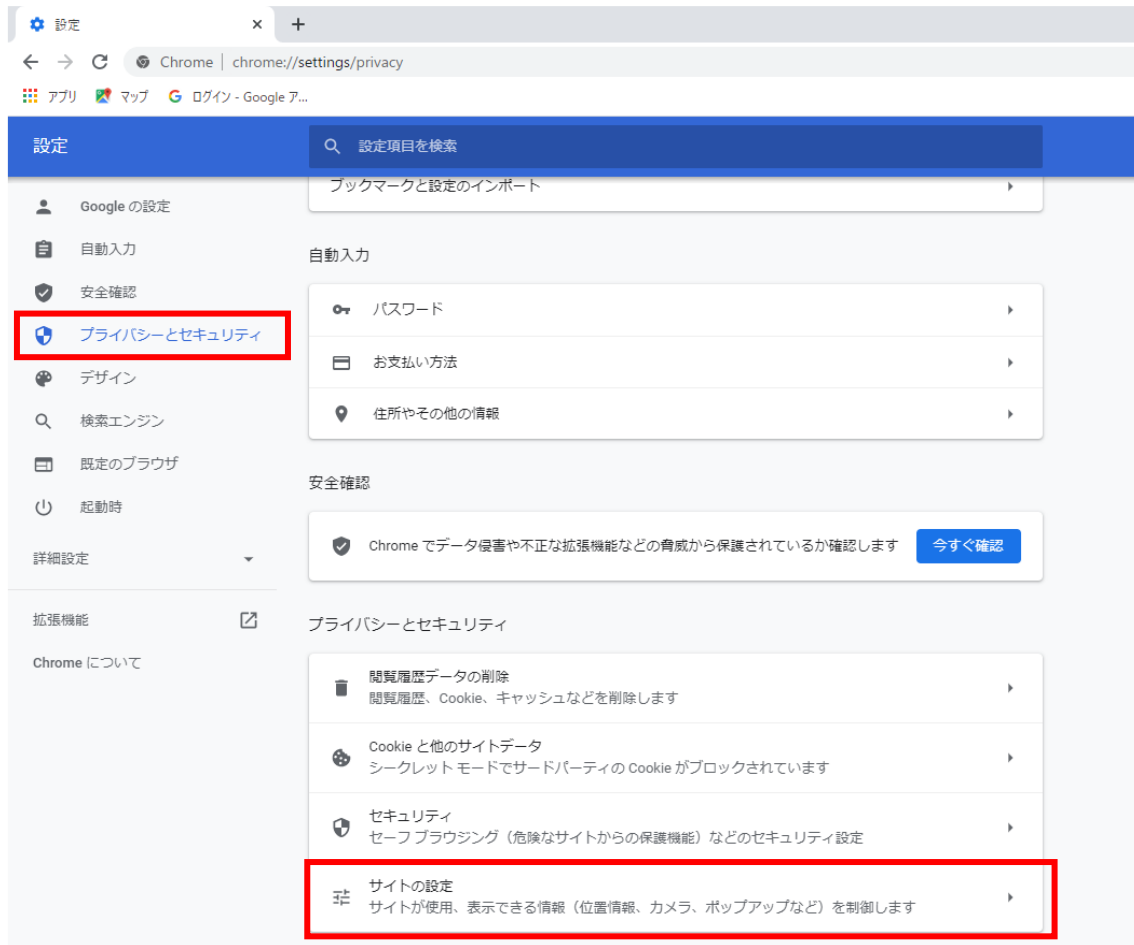 設定
Chrome | chrome://settings/privacy
アプリ マップ ログイン - Google ア...
設定
設定項目を検索
Google の設定
自動入力
安全確認
プライバシーとセキュリティ
デザイン
検索エンジン
既定のブラウザ
起動時
詳細設定
拡張機能
Chrome について
ブックマークと設定のインポート
自動入力
パスワード
お支払い方法
住所やその他の情報
安全確認
Chrome でデータ侵害や不正な拡張機能などの脅威から保護されているか確認します
今すぐ確認
プライバシーとセキュリティ
閲覧履歴データの削除
閲覧履歴、Cookie、キャッシュなどを削除します
Cookie と他のサイトデータ
シークレット モードでサードパーティの Cookie がブロックされています
セキュリティ
セーフ ブラウジング（危険なサイトからの保護機能）などのセキュリティ設定
サイトの設定
サイトが使用、表示できる情報（位置情報、カメラ、ポップアップなど）を制御します